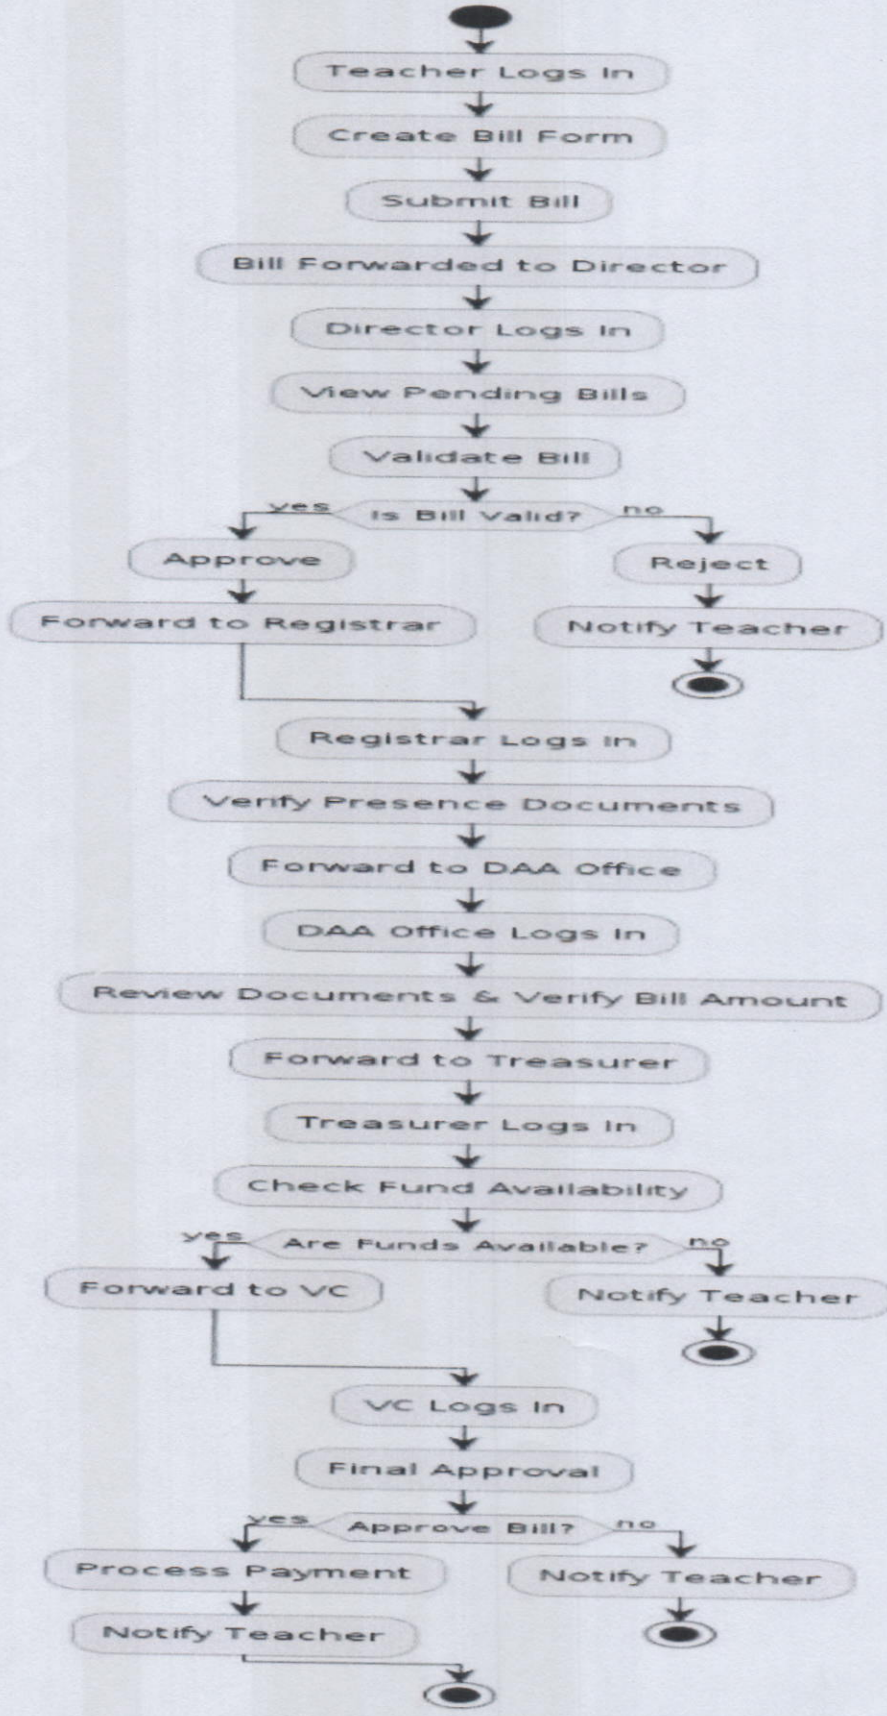 Teacher Logs In
Create Bill Form
Submit Bill
Bill Forwarded to Director
Director Logs In
View Pending Bills
Validate Bill
yes
Is Bill Valid?
no
Approve
Reject
Forward to Registrar
Notify Teacher
Registrar Logs In
Verify Presence Documents
Forward to DAA Office
DAA Office Logs In
Review Documents & Verify Bill Amount
Forward to Treasurer
Treasurer Logs In
Check Fund Availability
yes
Are Funds Available?
no
Forward to VC
Notify Teacher
VC Logs In
Final Approval
yes
Approve Bill?
no
Process Payment
Notify Teacher
Notify Teacher